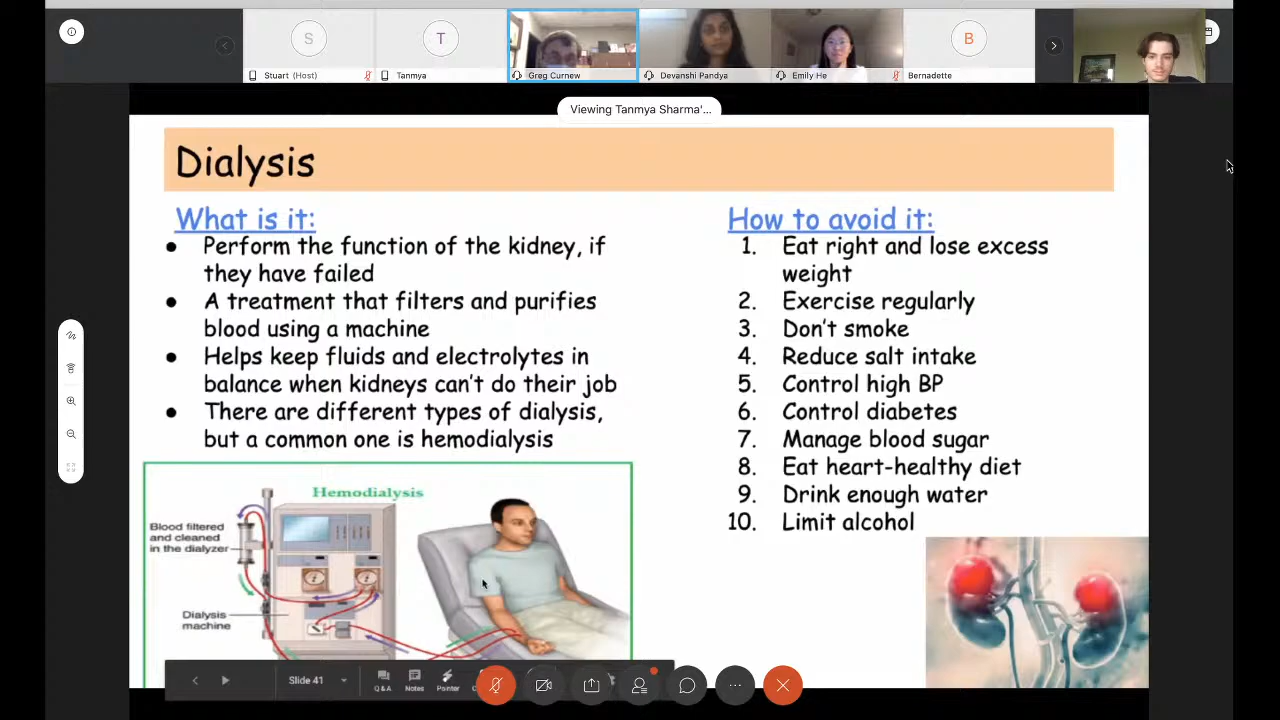 S
T
B
Stuart (Host)
Tanmya
Greg Curnew
Devanshi Pandya
Emily He
Bernadette
Viewing Tanmya Sharma'...
Dialysis
What is it:
● Perform the function of the kidney, if
they have failed
● A treatment that filters and purifies
blood using a machine
● Helps keep fluids and electrolytes in
balance when kidneys can't do their job
● There are different types of dialysis,
but a common one is hemodialysis
How to avoid it:
1. Eat right and lose excess
weight
2. Exercise regularly
3. Don't smoke
4. Reduce salt intake
5. Control high BP
6. Control diabetes
7. Manage blood sugar
8. Eat heart-healthy diet
9. Drink enough water
10. Limit alcohol
Hemodialysis
Blood filtered
and cleaned
in the dialyzer
Dialysis
machine
Slide 41
Q & A
Notes
Pointer